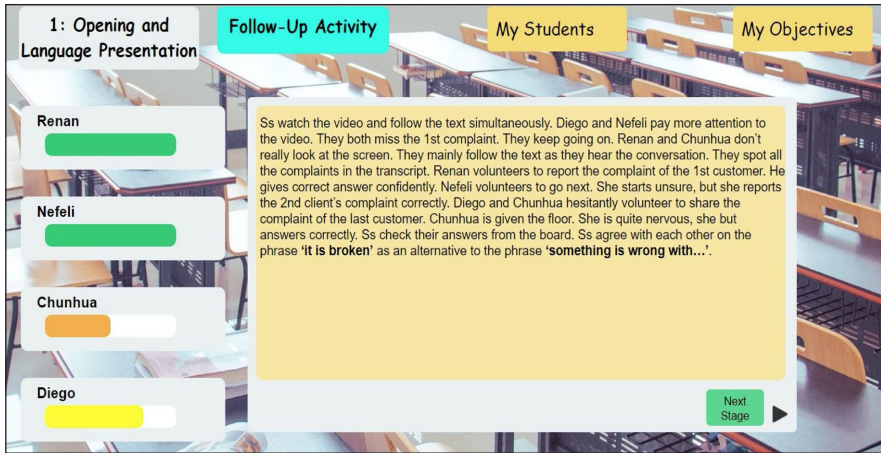 1: Opening and
Language Presentation
Follow-Up Activity
My Students
My Objectives
Renan
Nefeli
Chunhua
Diego
Ss watch the video and follow the text simultaneously. Diego and Nefeli pay more attention to
the video. They both miss the 1st complaint. They keep going on. Renan and Chunhua don’t
really look at the screen. They mainly follow the text as they hear the conversation. They spot all
the complaints in the transcript. Renan volunteers to report the complaint of the 1st customer. He
gives correct answer confidently. Nefeli volunteers to go next. She starts unsure, but she reports
the 2nd client’s complaint correctly. Diego and Chunhua hesitantly volunteer to share the
complaint of the last customer. Chunhua is given the floor. She is quite nervous, she but
answers correctly. Ss check their answers from the board. Ss agree with each other on the
phrase ‘it is broken’ as an alternative to the phrase ‘something is wrong with…’.
Next
Stage